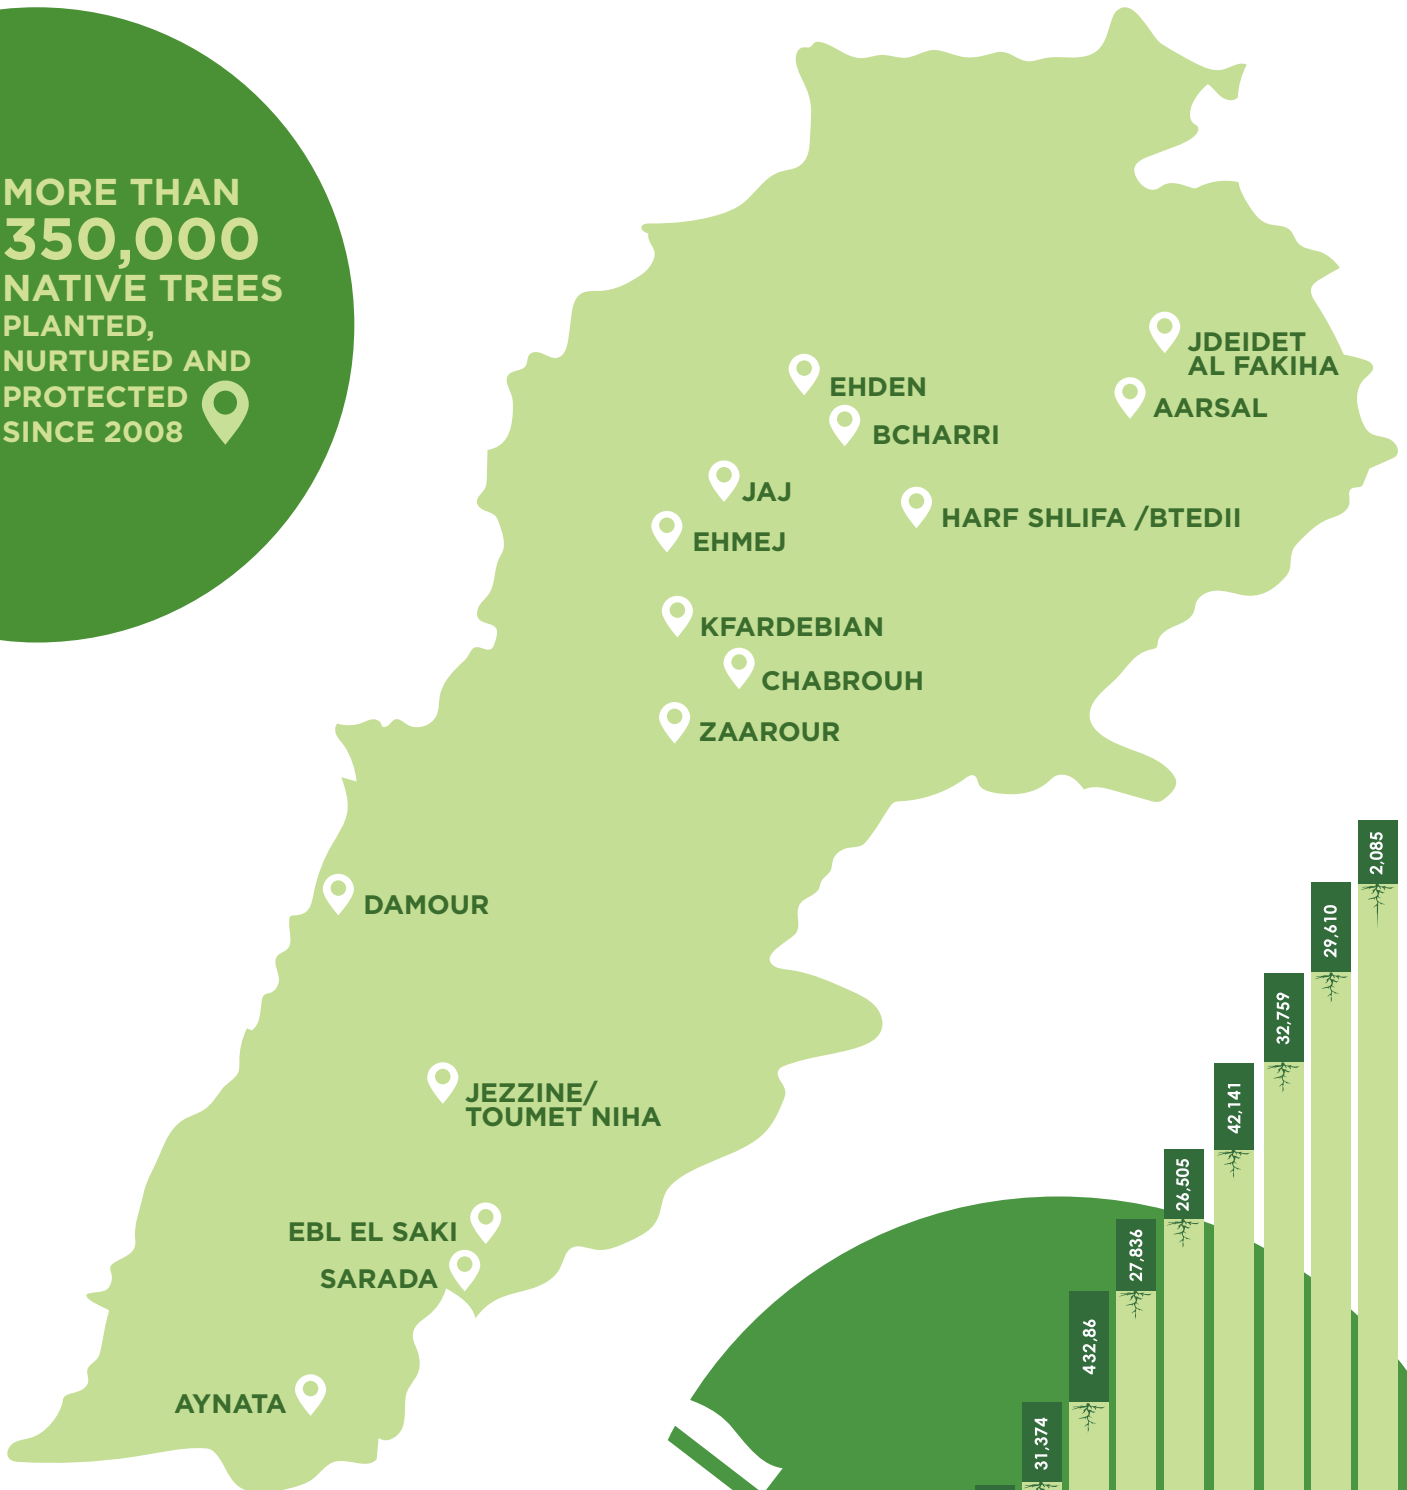 MORE THAN
350,000
NATIVE TREES
PLANTED,
NURTURED AND
PROTECTED
SINCE 2008
JDEIDET
AL FAKIHA
EHDEN
AARSAL
BCHARRI
JAJ
HARF SHLIFA /BTEDII
EHMEJ
KFARDEBIAN
CHABROUH
ZAAROUR
DAMOUR
JEZZINE/
TOUMET NIHA
EBL EL SAKI
SARADA
AYNATA
31,374
432,86
27,836
26,505
42,141
32,759
29,610
2,085